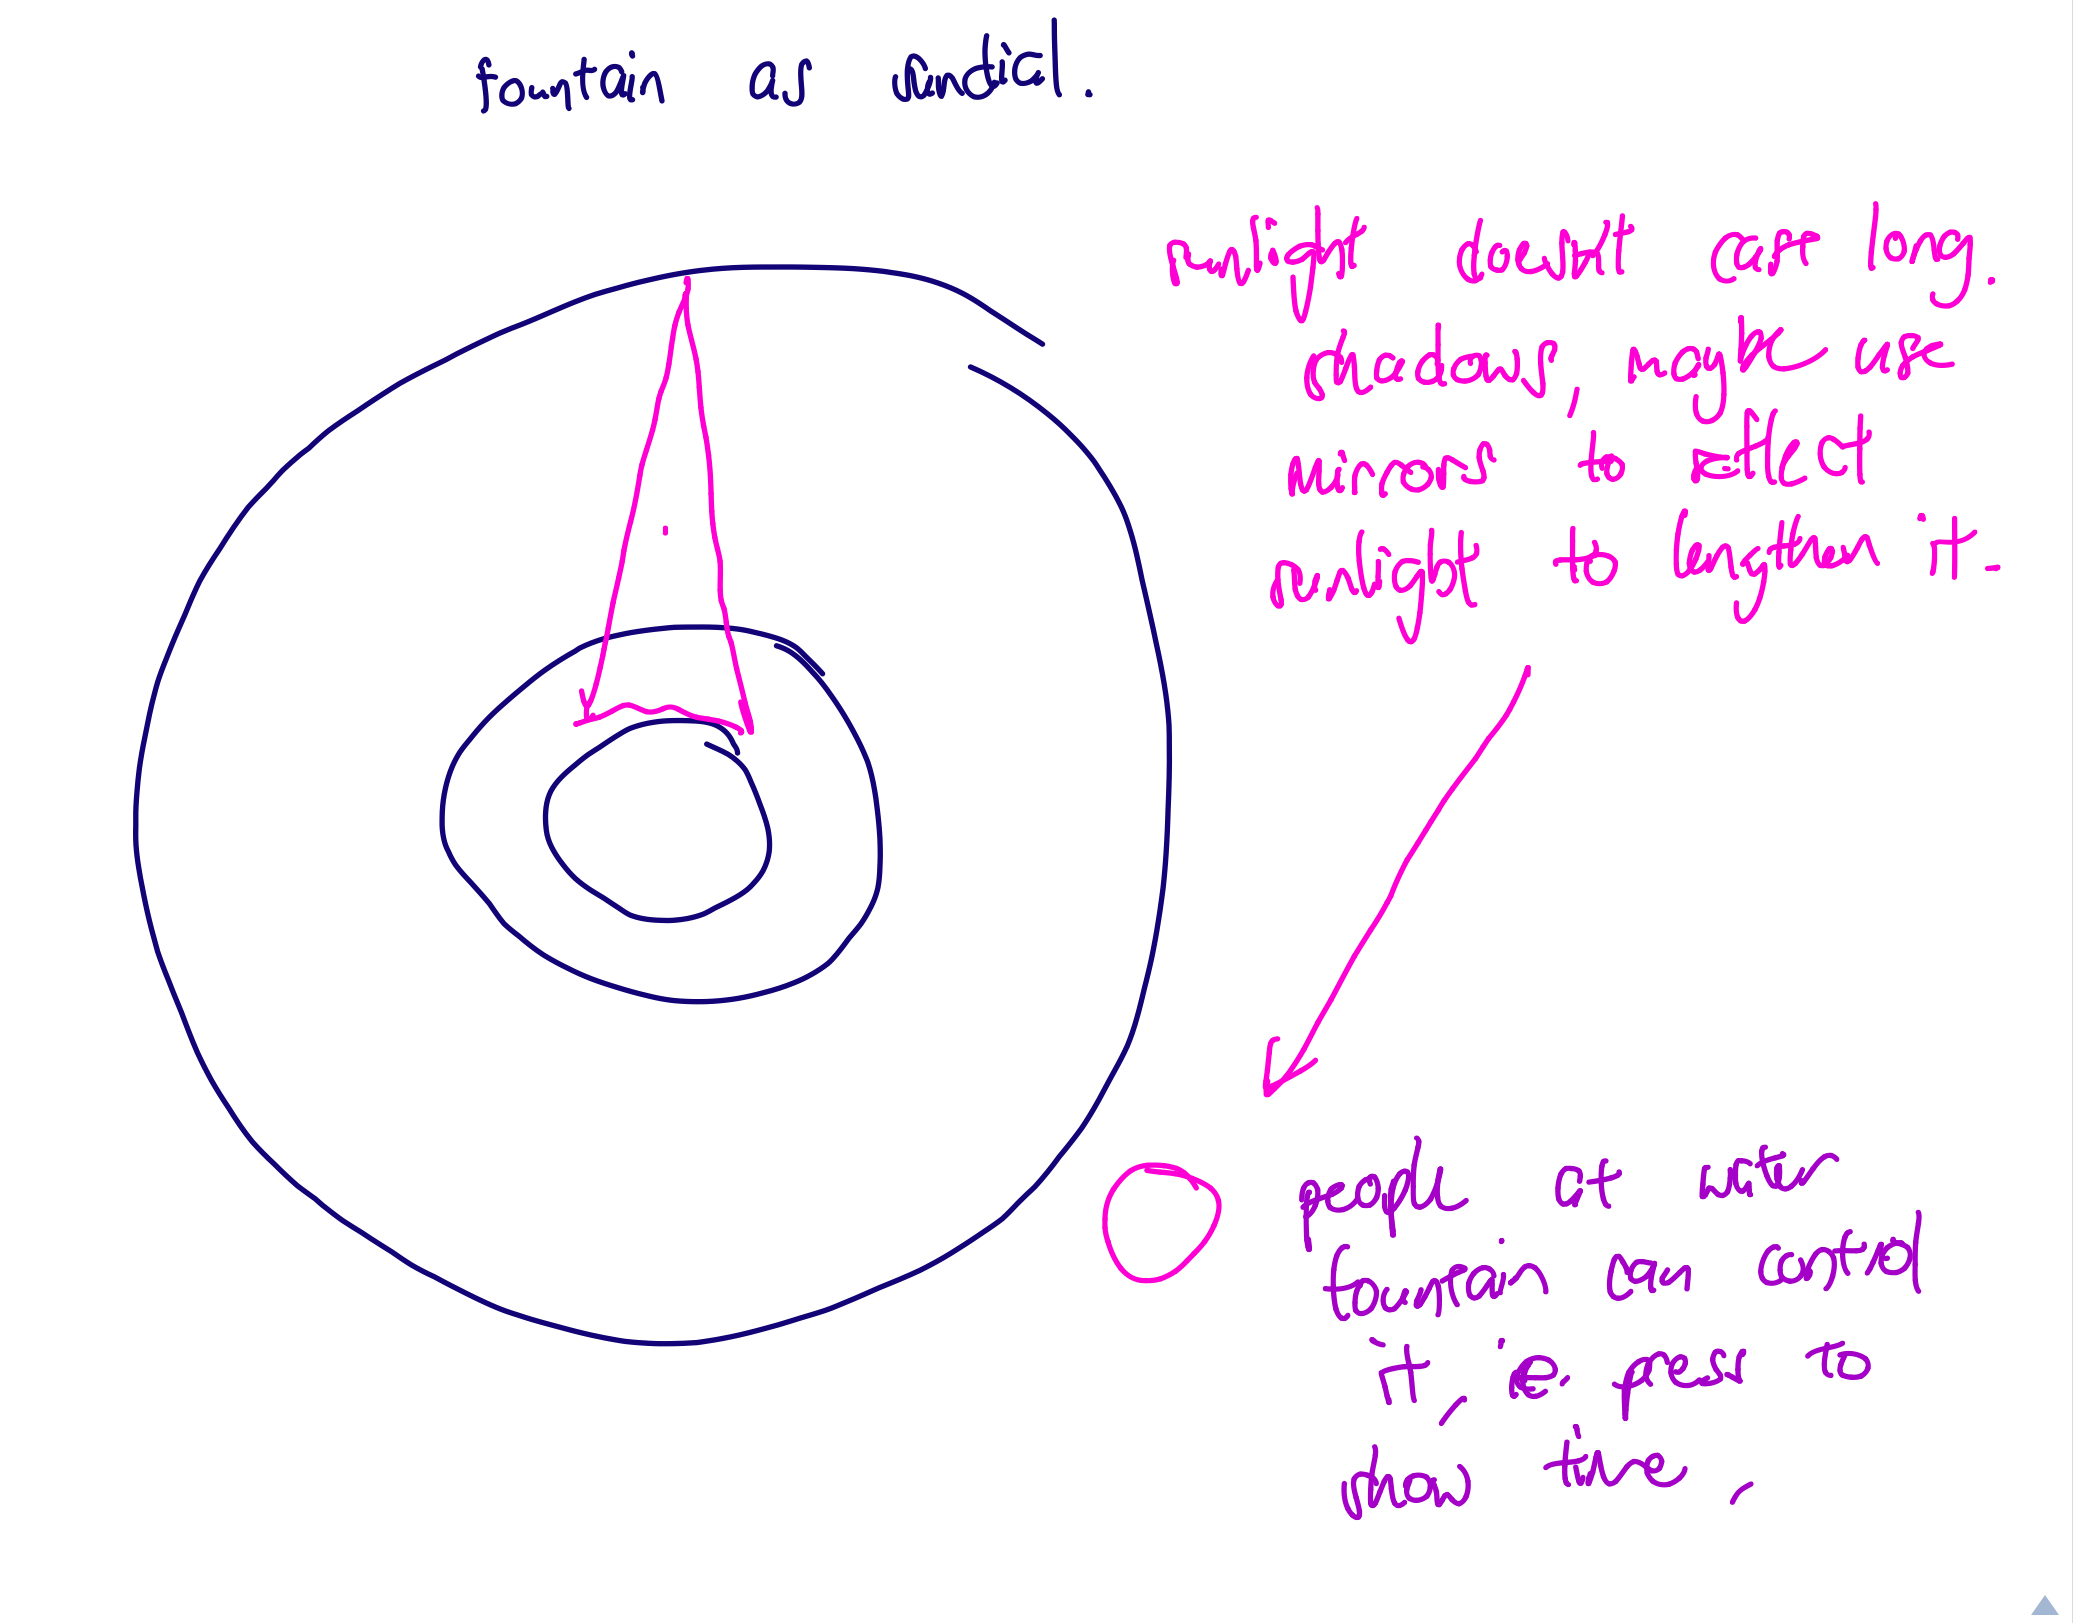 fountain as sundial.
sunlight doesn't cast long.
shadows, maybe use
mirrors to reflect
sunlight to lengthen it.
people at water
fountain can control
it, ie. press to
show time,